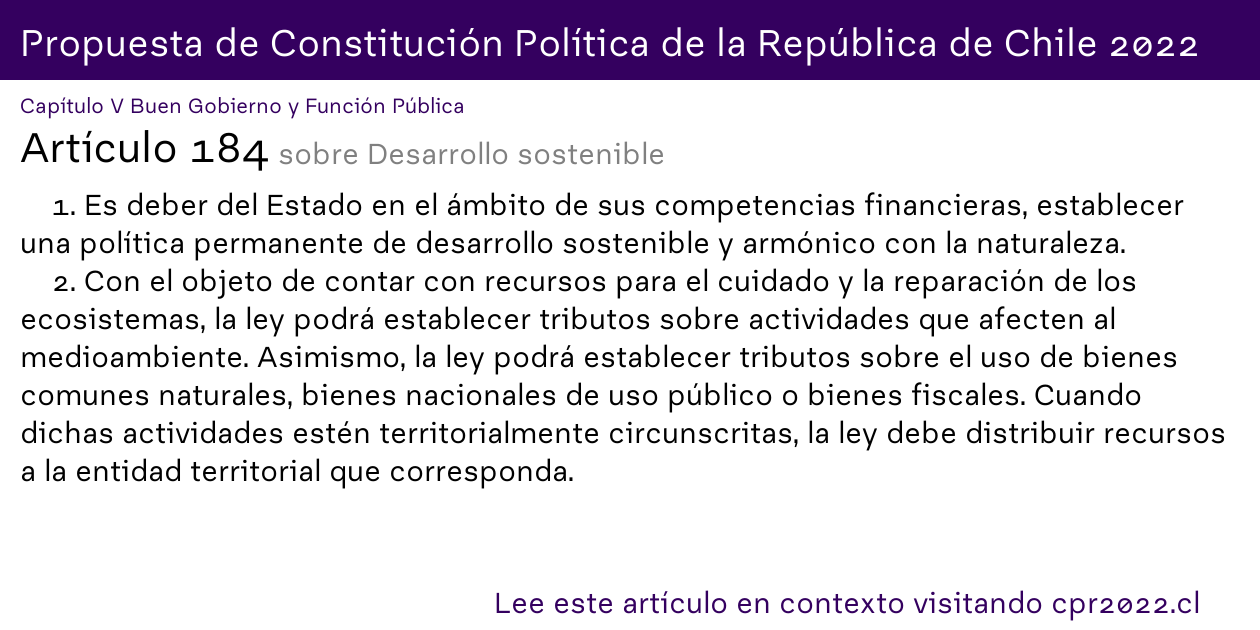 Propuesta de Constitución Política de la República de Chile 2022
Capítulo V Buen Gobierno y Función Pública
Artículo 184 sobre Desarrollo sostenible
1. Es deber del Estado en el ámbito de sus competencias financieras, establecer
una política permanente de desarrollo sostenible y armónico con la naturaleza.
2. Con el objeto de contar con recursos para el cuidado y la reparación de los
ecosistemas, la ley podrá establecer tributos sobre actividades que afecten al
medioambiente. Asimismo, la ley podrá establecer tributos sobre el uso de bienes
comunes naturales, bienes nacionales de uso público o bienes fiscales. Cuando
dichas actividades estén territorialmente circunscritas, la ley debe distribuir recursos
a la entidad territorial que corresponda.
Lee este artículo en contexto visitando cpr2022.cl